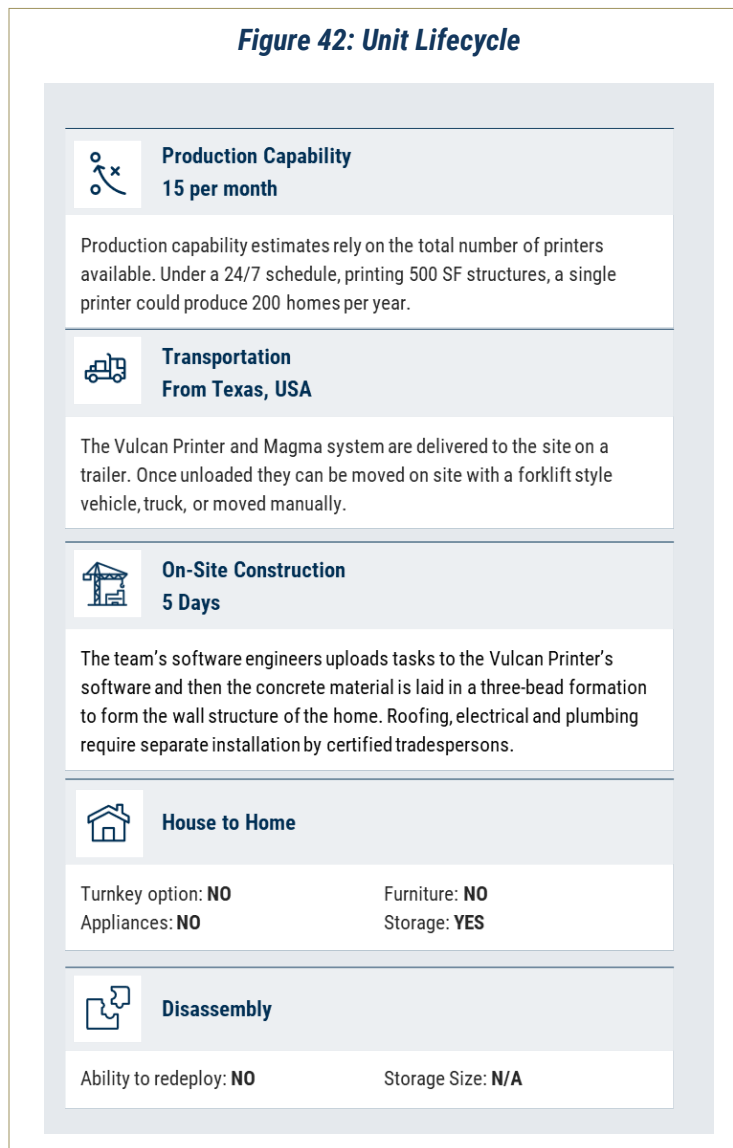 Figure 42: Unit Lifecycle
Production Capability
15 per month
Production capability estimates rely on the total number of printers
available. Under a 24/7 schedule, printing 500 SF structures, a single
printer could produce 200 homes per year.
Transportation
From Texas, USA
The Vulcan Printer and Magma system are delivered to the site on a
trailer. Once unloaded they can be moved on site with a forklift style
vehicle, truck, or moved manually.
On-Site Construction
5 Days
The team's software engineers uploads tasks to the Vulcan Printer's
software and then the concrete material is laid in a three-bead formation
to form the wall structure of the home. Roofing, electrical and plumbing
require separate installation by certified tradespersons.
House to Home
Turnkey option: NO
Furniture: NO
Appliances: NO
Storage: YES
Disassembly
Ability to redeploy: NO
Storage Size: N/A